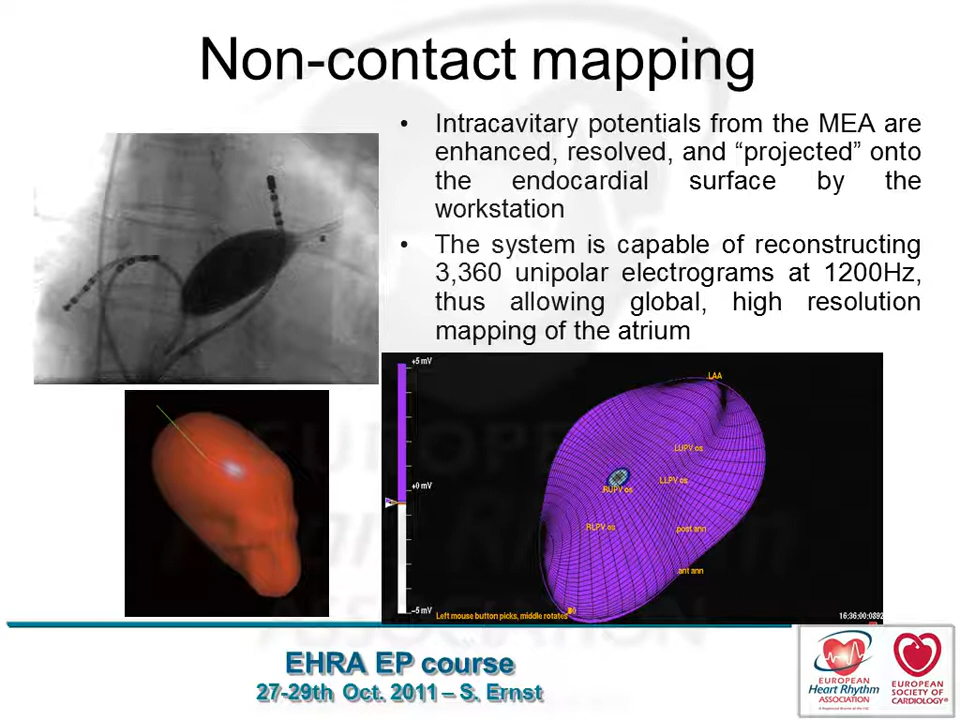 Non-contact mapping
• Intracavitary potentials from the MEA are
enhanced, resolved, and “projected” onto
the endocardial surface by the
workstation
• The system is capable of reconstructing
3,360 unipolar electrograms at 1200Hz,
thus allowing global, high resolution
mapping of the atrium
+5 mV
+0 mV
-5 mV
LAA
LUPV os
LLPV os
RUPV os
RLPV os
post ann
ant ann
Left mouse button picks, middle rotates
16:36:00:0892
EHRA EP course
27-29th Oct. 2011 – S. Ernst
EUROPEAN
Heart Rhythm
ASSOCIATION
EUROPEAN
SOCIETY OF
CARDIOLOGY®